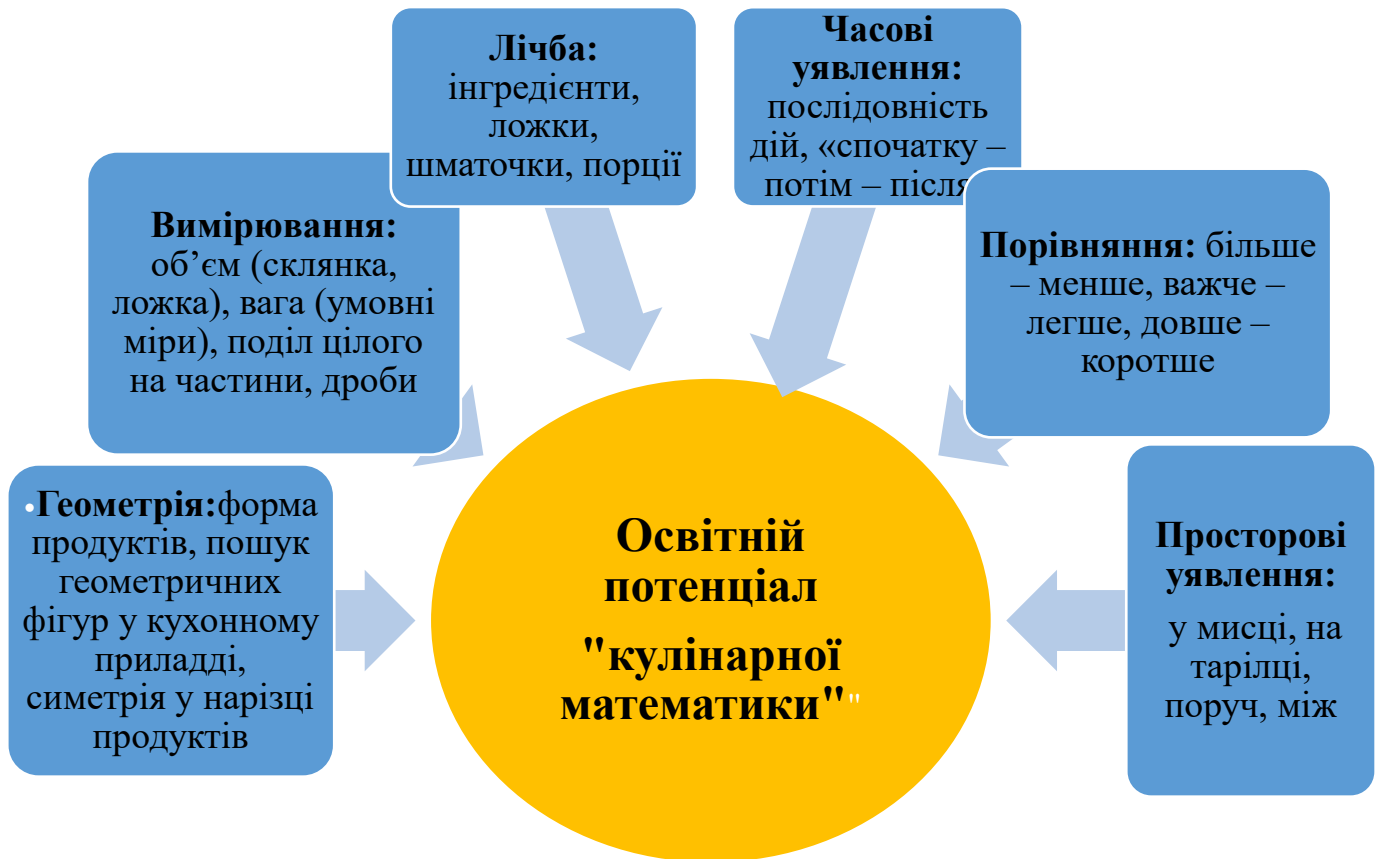 •Геометрія:форма
продуктів, пошук
геометричних
фігур у кухонному
приладді,
симетрія у нарізці
продуктів
Вимірювання:
об’єм (склянка,
ложка), вага (умовні
міри), поділ цілого
на частини, дроби
Лічба:
інгредієнти,
ложки,
шматочки, порції
Часові
уявлення:
послідовність
дій, «спочатку –
потім – після
Порівняння: більше
– менше, важче –
легше, довше –
коротше
Просторові
уявлення:
у мисці, на
тарілці,
поруч, між
Освітній
потенціал
"кулінарної
математики""